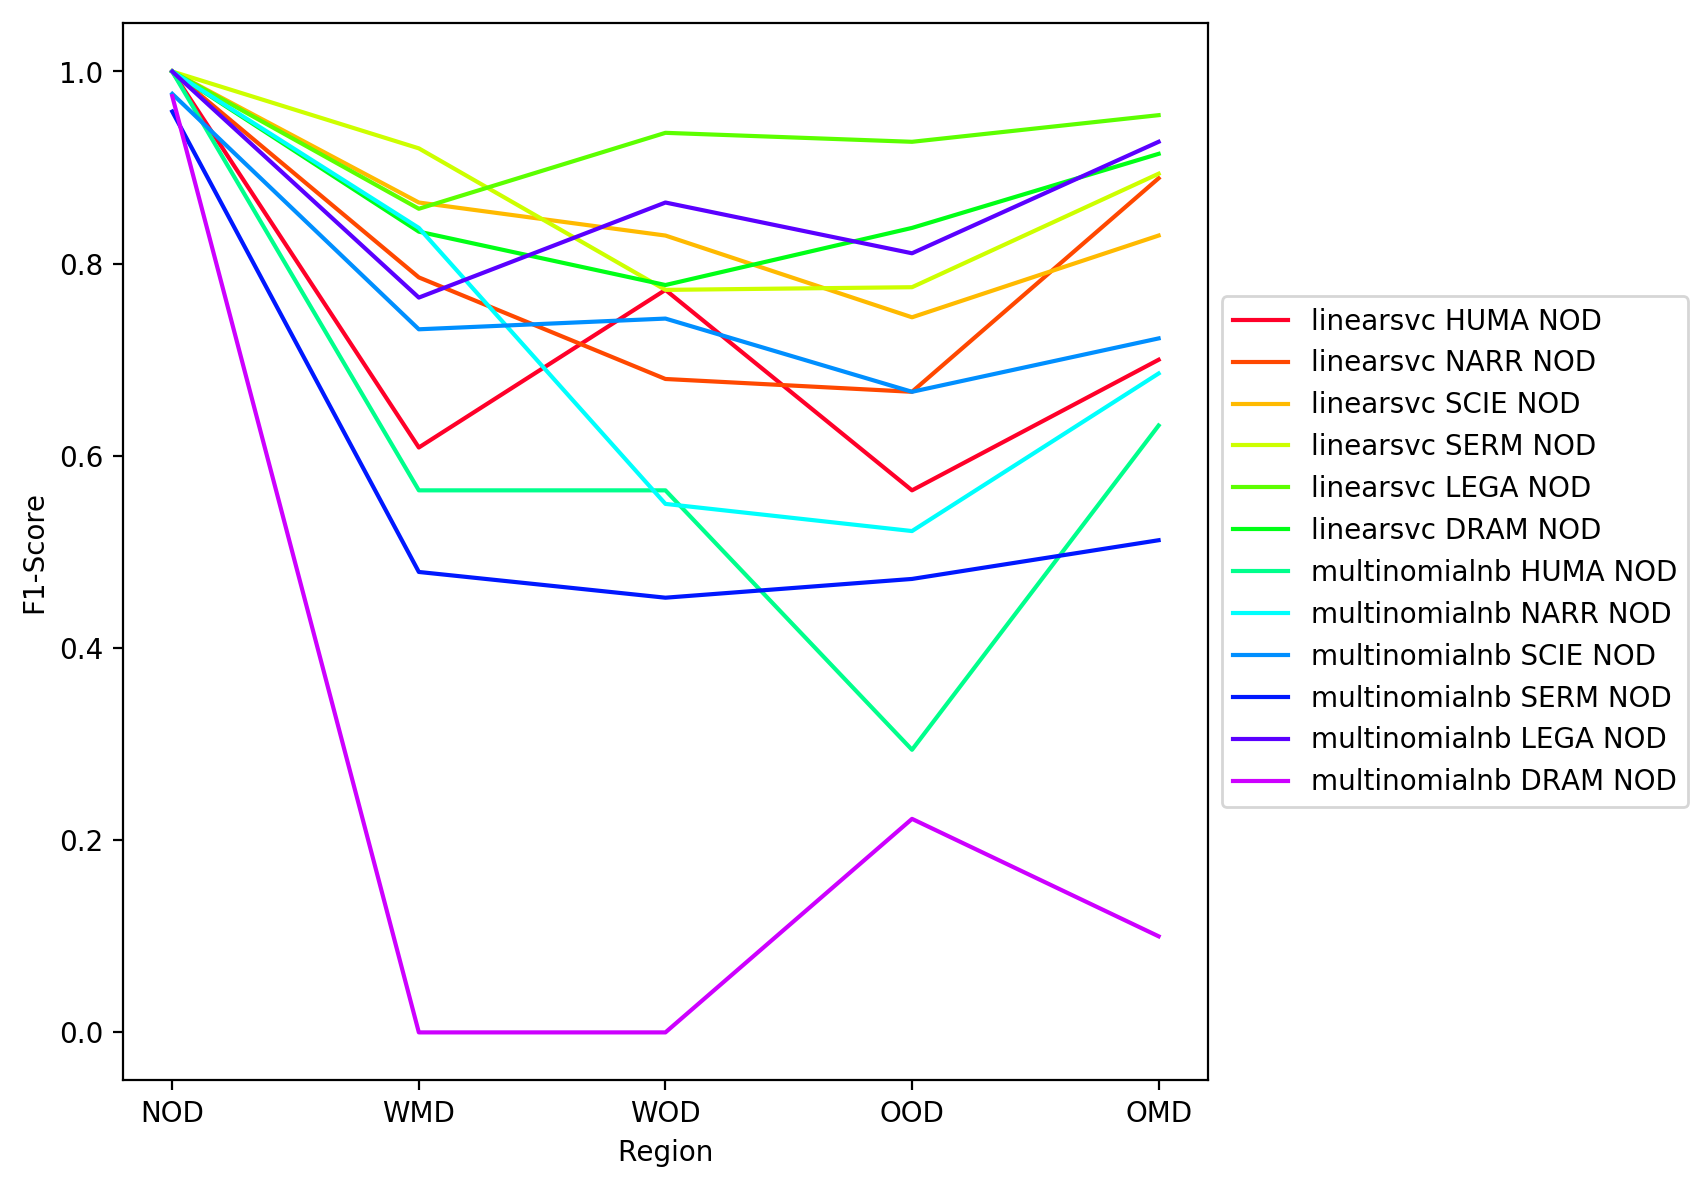 1.0
0.8
0.6
0.4
0.2
0.0
F1-Score
NOD WMD WOD OOD OMD
Region
linearsvc HUMA NOD
linearsvc NARR NOD
linearsvc SCIE NOD
linearsvc SERM NOD
linearsvc LEGA NOD
linearsvc DRAM NOD
multinomialnb HUMA NOD
multinomialnb NARR NOD
multinomialnb SCIE NOD
multinomialnb SERM NOD
multinomialnb LEGA NOD
multinomialnb DRAM NOD